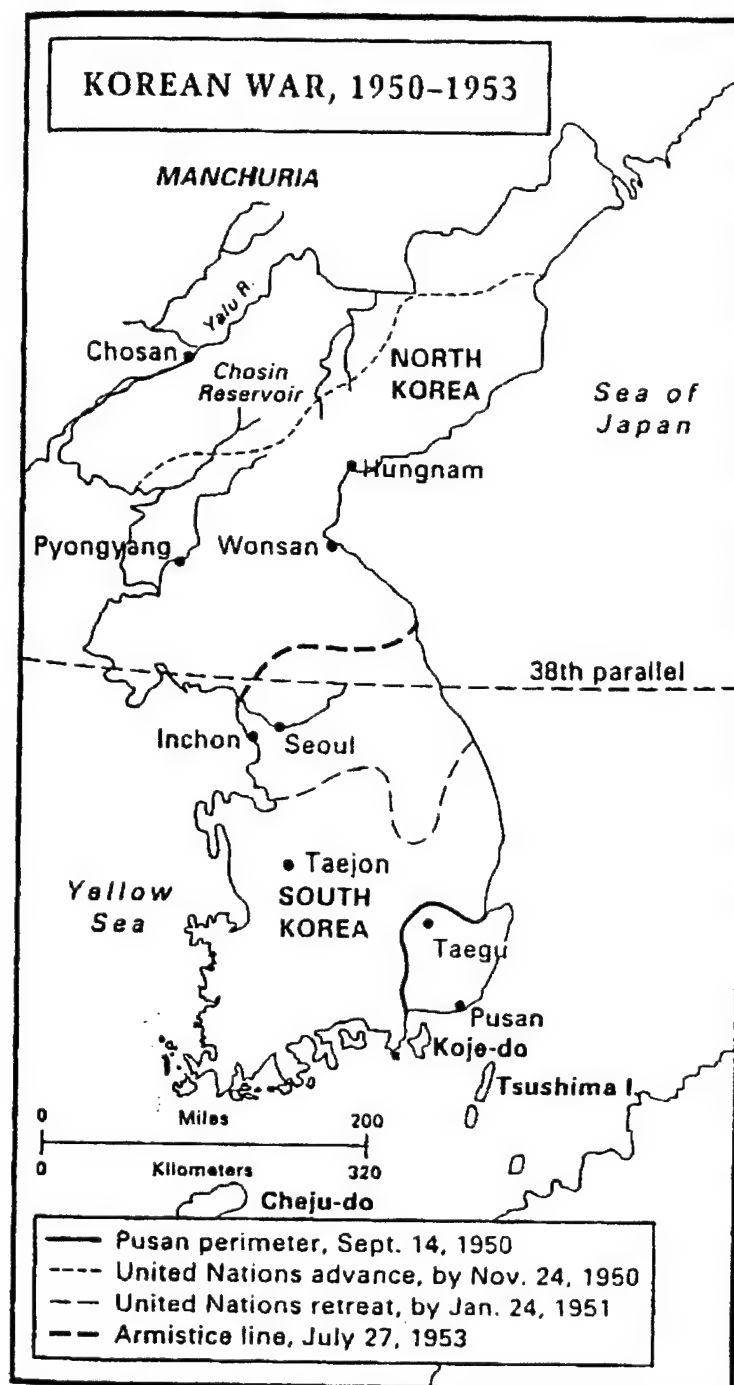 KOREAN WAR, 1950–1953
MANCHURIA
Yalu R.
Chosan
Chosin
Reservoir
NORTH
KOREA
Sea of
Japan
Hungnam
Pyongyang
Wonsan
38th parallel
Inchon
Seoul
Taejon
Yellow
Sea
SOUTH
KOREA
Taegu
Pusan
Koje-do
Tsushima I.
0 Miles 200
0 Kilometers 320
Cheju-do
Pusan perimeter, Sept. 14, 1950
United Nations advance, by Nov. 24, 1950
United Nations retreat, by Jan. 24, 1951
Armistice line, July 27, 1953